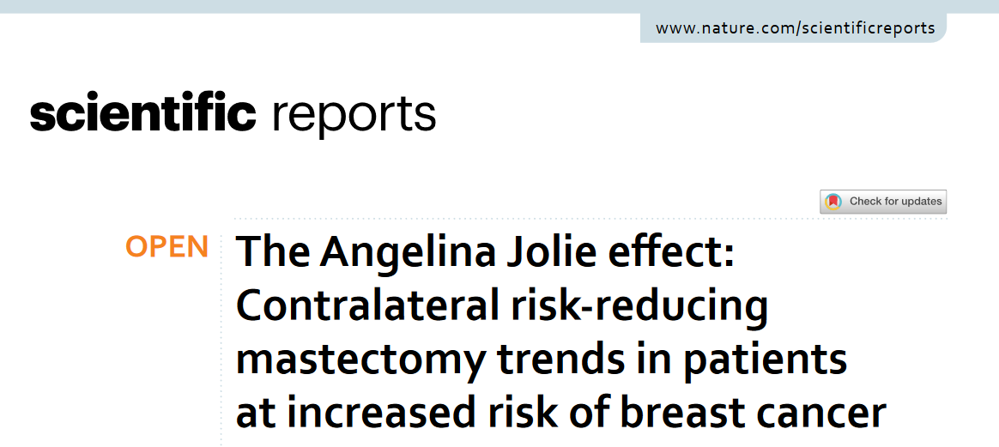 www.nature.com/scientificreports
scientific reports
Check for updates
OPEN
The Angelina Jolie effect:
Contralateral risk-reducing
mastectomy trends in patients
at increased risk of breast cancer